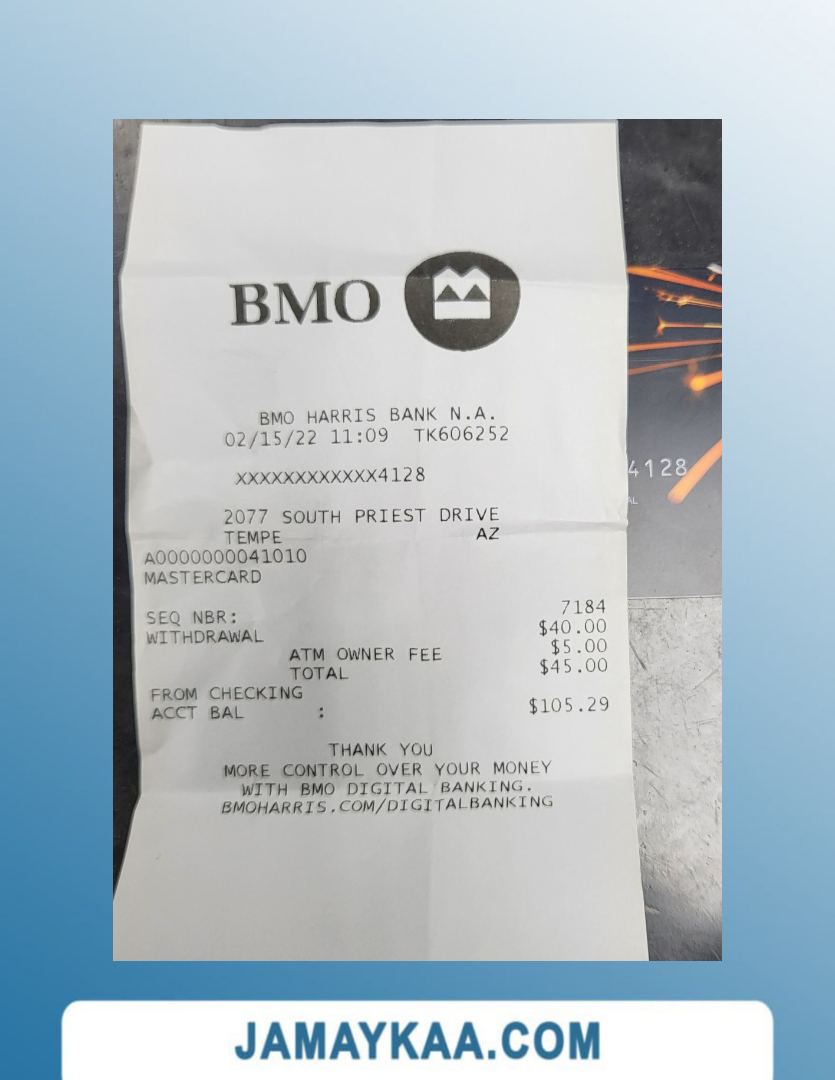 BMO
BMO HARRIS BANK N.A.
02/15/22 11:09 TK606252
XXXXXXXXXXXX4128
4128
AL
2077 SOUTH PRIEST DRIVE
TEMPE AZ
A0000000041010
MASTERCARD
SEQ NBR: 7184
WITHDRAWAL $40.00
ATM OWNER FEE $5.00
TOTAL $45.00
FROM CHECKING
ACCT BAL : $105.29
THANK YOU
MORE CONTROL OVER YOUR MONEY
WITH BMO DIGITAL BANKING.
BMOHARRIS.COM/DIGITALBANKING
JAMAYKAA.COM